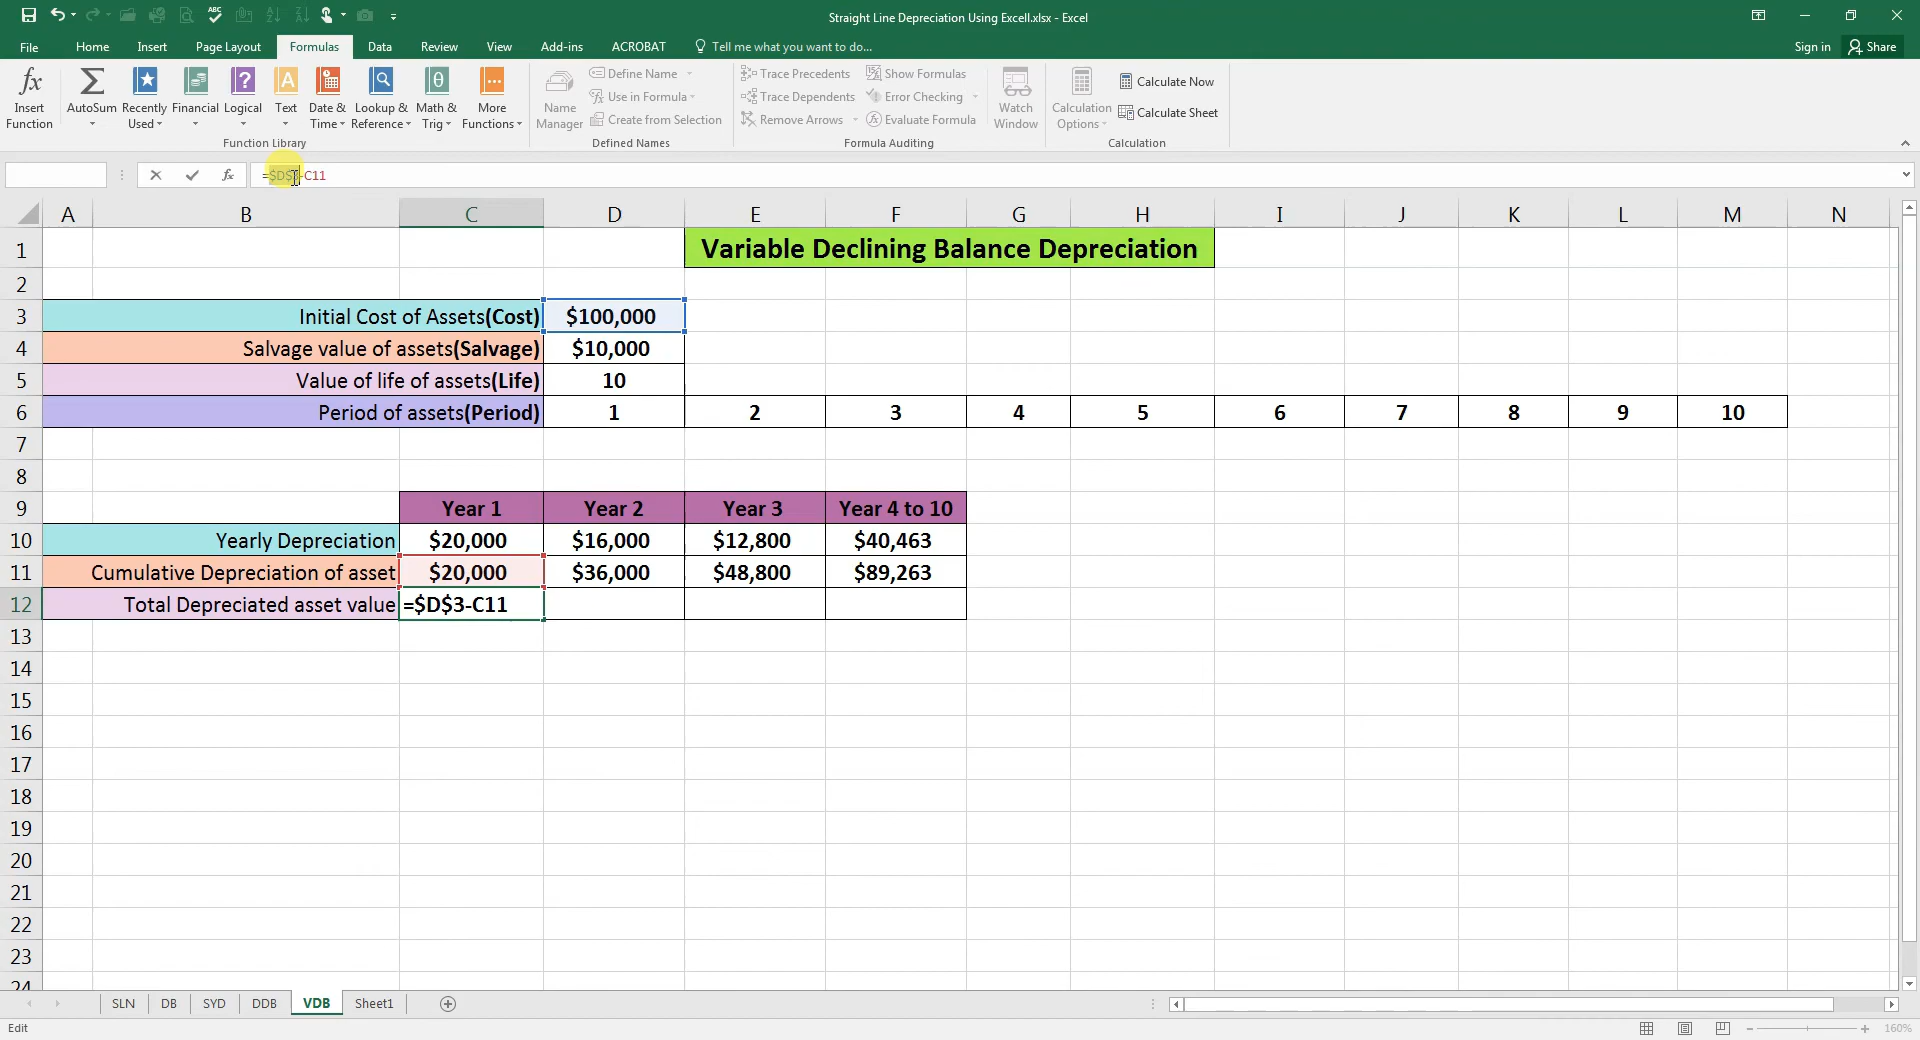 Straight Line Depreciation Using Excell.xlsx - Excel
File Home Insert Page Layout Formulas Data Review View Add-ins ACROBAT Tell me what you want to do... Sign in Share
Insert Function
AutoSum
Recently Used
Financial
Logical
Text
Date & Time
Lookup & Reference
Math & Trig
More Functions
Function Library
Name Manager
Define Name
Use in Formula
Create from Selection
Defined Names
Trace Precedents
Trace Dependents
Remove Arrows
Show Formulas
Error Checking
Evaluate Formula
Formula Auditing
Watch Window
Calculation Options
Calculate Now
Calculate Sheet
Calculation
fx =$D$3-C11
A B C D E F G H I J K L M N
1 Variable Declining Balance Depreciation
2
3 Initial Cost of Assets(Cost) $100,000
4 Salvage value of assets(Salvage) $10,000
5 Value of life of assets(Life) 10
6 Period of assets(Period) 1 2 3 4 5 6 7 8 9 10
7
8
9 Year 1 Year 2 Year 3 Year 4 to 10
10 Yearly Depreciation $20,000 $16,000 $12,800 $40,463
11 Cumulative Depreciation of asset $20,000 $36,000 $48,800 $89,263
12 Total Depreciated asset value =$D$3-C11
13
14
15
16
17
18
19
20
21
22
23
24
SLN DB SYD DDB VDB Sheet1
Edit 160%